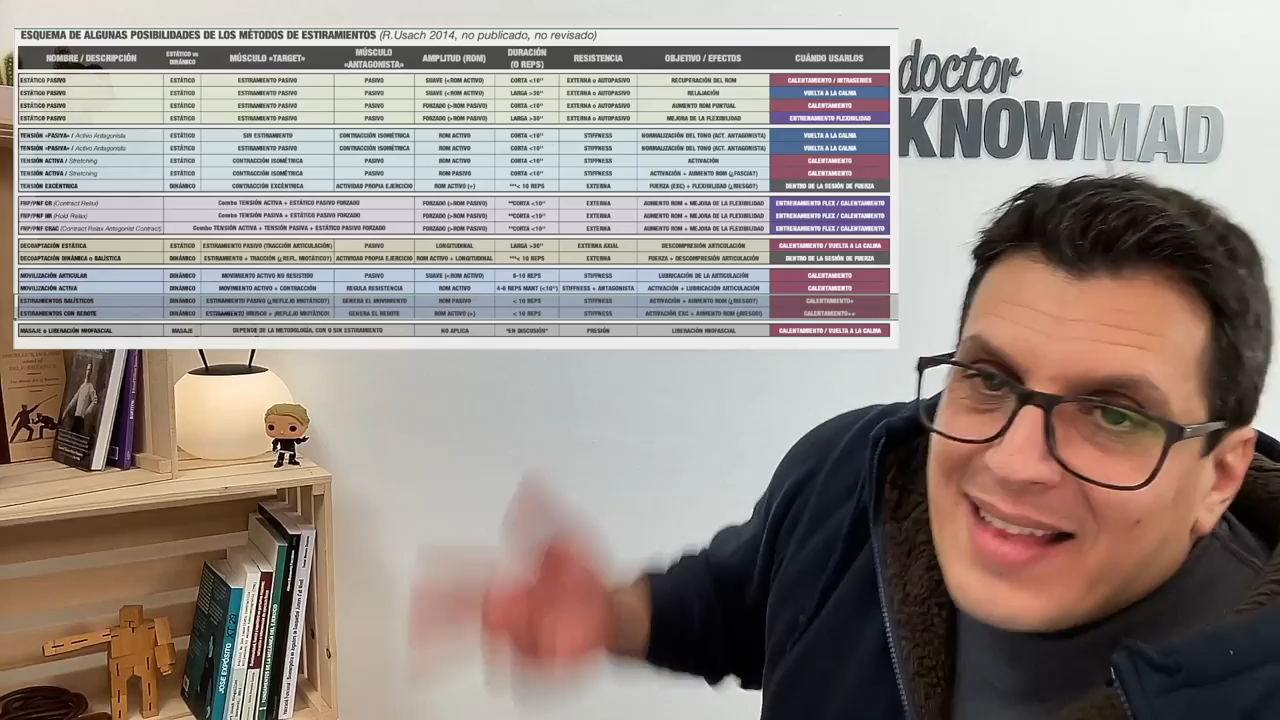 ESQUEMA DE ALGUNAS POSIBILIDADES DE LOS MÉTODOS DE ESTIRAMIENTOS (R.Usach 2014, no publicado, no revisado)
NOMBRE / DESCRIPCIÓN ESTÁTICO vs DINÁMICO MÚSCULO «TARGET» MÚSCULO «ANTAGONISTA» AMPLITUD (ROM) DURACIÓN (O REPS) RESISTENCIA OBJETIVO / EFECTOS CUÁNDO USARLOS
ESTÁTICO PASIVO ESTÁTICO ESTIRAMIENTO PASIVO PASIVO SUAVE (<ROM ACTIVO) CORTA <10" EXTERNA o AUTOPASIVO RECUPERACIÓN DEL ROM CALENTAMIENTO / INTRASERIES
ESTÁTICO PASIVO ESTÁTICO ESTIRAMIENTO PASIVO PASIVO SUAVE (<ROM ACTIVO) LARGA >30" EXTERNA o AUTOPASIVO RELAJACIÓN VUELTA A LA CALMA
ESTÁTICO PASIVO ESTÁTICO ESTIRAMIENTO PASIVO PASIVO FORZADO (>ROM PASIVO) CORTA <10" EXTERNA o AUTOPASIVO AUMENTO ROM PUNTUAL CALENTAMIENTO
ESTÁTICO PASIVO ESTÁTICO ESTIRAMIENTO PASIVO PASIVO FORZADO (>ROM PASIVO) LARGA >30" EXTERNA o AUTOPASIVO MEJORA DE LA FLEXIBILIDAD ENTRENAMIENTO FLEXIBILIDAD
TENSIÓN «PASIVA» / Activo Antagonista ESTÁTICO SIN ESTIRAMIENTO CONTRACCIÓN ISOMÉTRICA ROM ACTIVO CORTA <10" STIFFNESS NORMALIZACIÓN DEL TONO (ACT. ANTAGONISTA) VUELTA A LA CALMA
TENSIÓN «PASIVA» / Activo Antagonista ESTÁTICO ESTIRAMIENTO PASIVO CONTRACCIÓN ISOMÉTRICA ROM ACTIVO CORTA <10" STIFFNESS NORMALIZACIÓN DEL TONO (ACT. ANTAGONISTA) VUELTA A LA CALMA
TENSIÓN ACTIVA / Stretching ESTÁTICO CONTRACCIÓN ISOMÉTRICA PASIVO ROM ACTIVO CORTA <10" STIFFNESS ACTIVACIÓN CALENTAMIENTO
TENSIÓN ACTIVA / Stretching ESTÁTICO CONTRACCIÓN ISOMÉTRICA PASIVO ROM PASIVO CORTA <10" STIFFNESS ACTIVACIÓN + AUMENTO ROM (¿FASCIA?) CALENTAMIENTO
TENSIÓN EXCÉNTRICA DINÁMICO CONTRACCIÓN EXCÉNTRICA ACTIVIDAD PROPIA EJERCICIO ROM ACTIVO (+) ***< 10 REPS EXTERNA FUERZA (EXC) + FLEXIBILIDAD (¿RIESGO?) DENTRO DE LA SESIÓN DE FUERZA
FNP/PNF CR (Contract Relax) Combo TENSIÓN ACTIVA + ESTÁTICO PASIVO FORZADO FORZADO (>ROM PASIVO) **CORTA <10" EXTERNA AUMENTO ROM + MEJORA DE LA FLEXIBILIDAD ENTRENAMIENTO FLEX / CALENTAMIENTO
FNP/PNF HR (Hold Relax) Combo TENSIÓN PASIVA + ESTÁTICO PASIVO FORZADO FORZADO (>ROM PASIVO) **CORTA <10" EXTERNA AUMENTO ROM + MEJORA DE LA FLEXIBILIDAD ENTRENAMIENTO FLEX / CALENTAMIENTO
FNP/PNF CRAC (Contract Relax Antagonist Contract) Combo TENSIÓN ACTIVA + TENSIÓN PASIVA + ESTÁTICO PASIVO FORZADO FORZADO (>ROM PASIVO) **CORTA <10" EXTERNA AUMENTO ROM + MEJORA DE LA FLEXIBILIDAD ENTRENAMIENTO FLEX / CALENTAMIENTO
DECOAPTACIÓN ESTÁTICA ESTÁTICO ESTIRAMIENTO PASIVO (TRACCIÓN ARTICULACIÓN) PASIVO LONGITUDINAL LARGA >30" EXTERNA AXIAL DESCOMPRESIÓN ARTICULACIÓN CALENTAMIENTO / VUELTA A LA CALMA
DECOAPTACIÓN DINÁMICA o BALÍSTICA DINÁMICO ESTIRAMIENTO + TRACCIÓN (¿REFL. MIOTÁTICO?) ACTIVIDAD PROPIA EJERCICIO ROM ACTIVO + LONGITUDINAL ***< 10 REPS EXTERNA FUERZA + DESCOMPRESIÓN ARTICULACIÓN DENTRO DE LA SESIÓN DE FUERZA
MOVILIZACIÓN ARTICULAR DINÁMICO MOVIMIENTO ACTIVO NO RESISTIDO PASIVO SUAVE (<ROM ACTIVO) 6-10 REPS STIFFNESS LUBRICACIÓN DE LA ARTICULACIÓN CALENTAMIENTO
MOVILIZACIÓN ACTIVA DINÁMICO MOVIMIENTO ACTIVO + CONTRACCIÓN REGULA RESISTENCIA ROM ACTIVO 4-6 REPS MANT (<10") STIFFNESS + ANTAGONISTA ACTIVACIÓN + LUBRICACIÓN ARTICULACIÓN CALENTAMIENTO
ESTIRAMIENTOS BALÍSTICOS DINÁMICO ESTIRAMIENTO PASIVO (¿REFLEJO MIOTÁTICO?) GENERA EL MOVIMIENTO ROM PASIVO < 10 REPS STIFFNESS ACTIVACIÓN + AUMENTO ROM (¿RIESGO?) CALENTAMIENTO+
ESTIRAMIENTOS CON REBOTE DINÁMICO ESTIRAMIENTO BRUSCO (REFLEJO MIOTÁTICO) GENERA EL REBOTE ROM ACTIVO (+) < 10 REPS STIFFNESS ACTIVACIÓN EXC + AUMENTO ROM (¿RIESGO?) CALENTAMIENTO++
MASAJE o LIBERACIÓN MIOFASCIAL MASAJE DEPENDE DE LA METODOLOGÍA, CON O SIN ESTIRAMIENTO NO APLICA "EN DISCUSIÓN" PRESIÓN LIBERACIÓN MIOFASCIAL CALENTAMIENTO / VUELTA A LA CALMA
doctor
KNOWMAD
JOSE EXPÓSITO